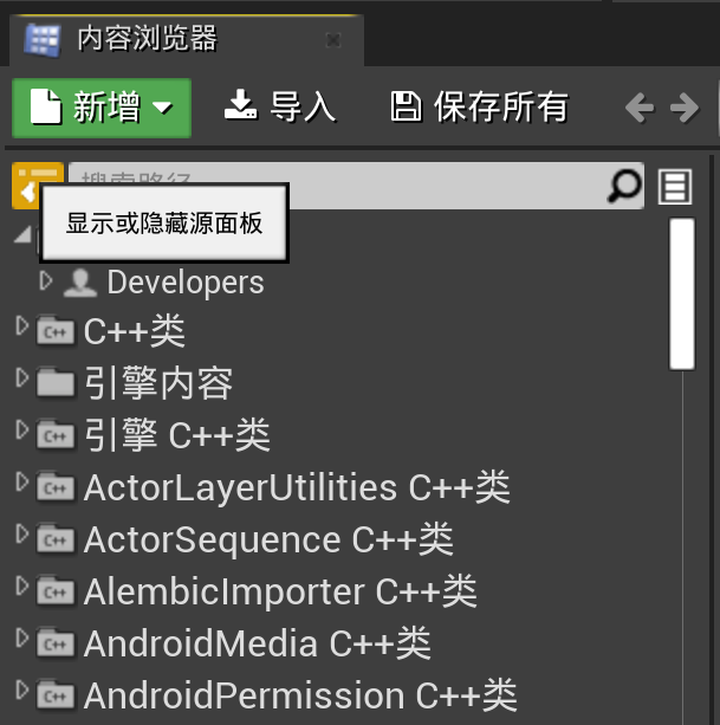 内容浏览器
新增 导入 保存所有
搜索路径
显示或隐藏源面板
Developers
C++类
引擎内容
引擎 C++类
ActorLayerUtilities C++类
ActorSequence C++类
AlembicImporter C++类
AndroidMedia C++类
AndroidPermission C++类